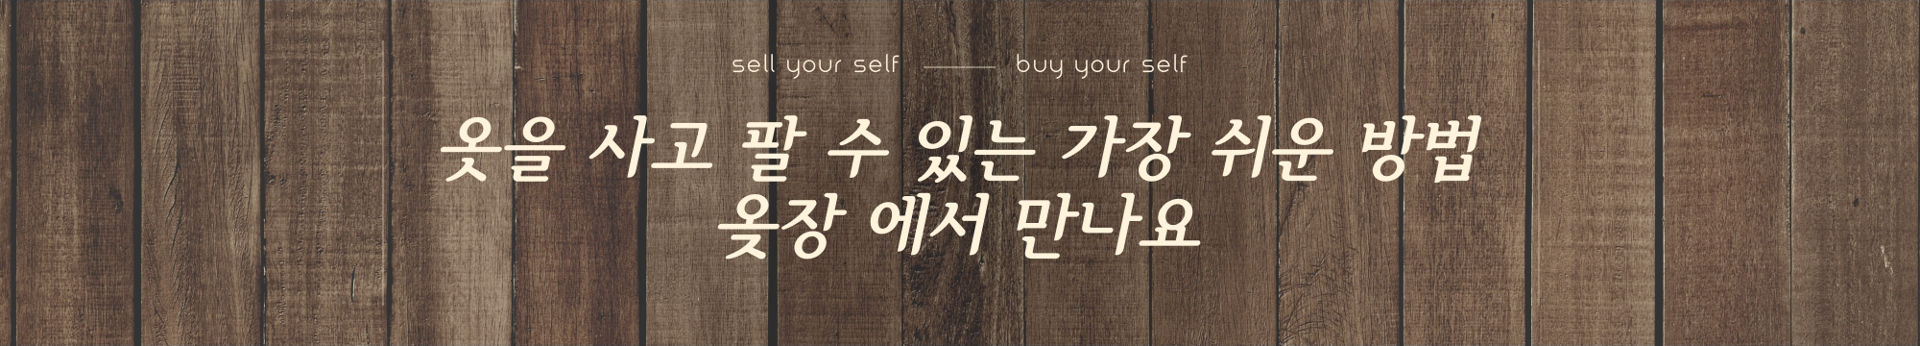 sell your self ——— buy your self
옷을 사고 팔 수 있는 가장 쉬운 방법
옺장 에서 만나요